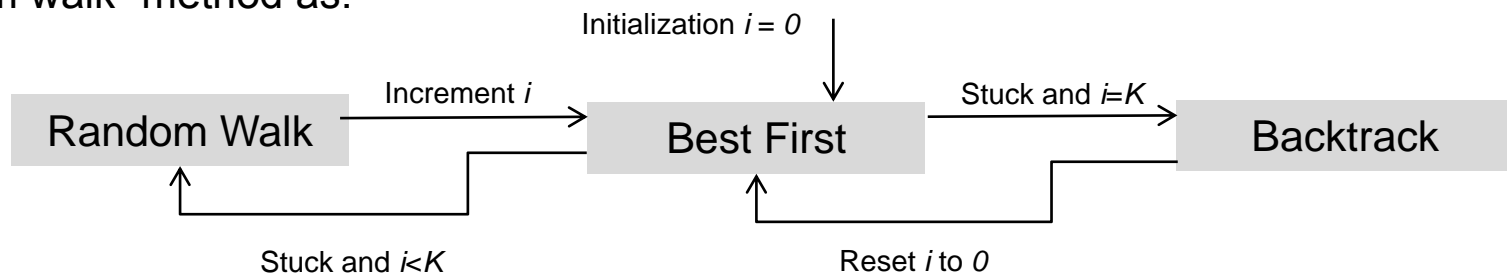 walk" method as:
Initialization i = 0
Increment i
Stuck and i=K
Random Walk
Best First
Backtrack
Stuck and i<K
Reset i to 0